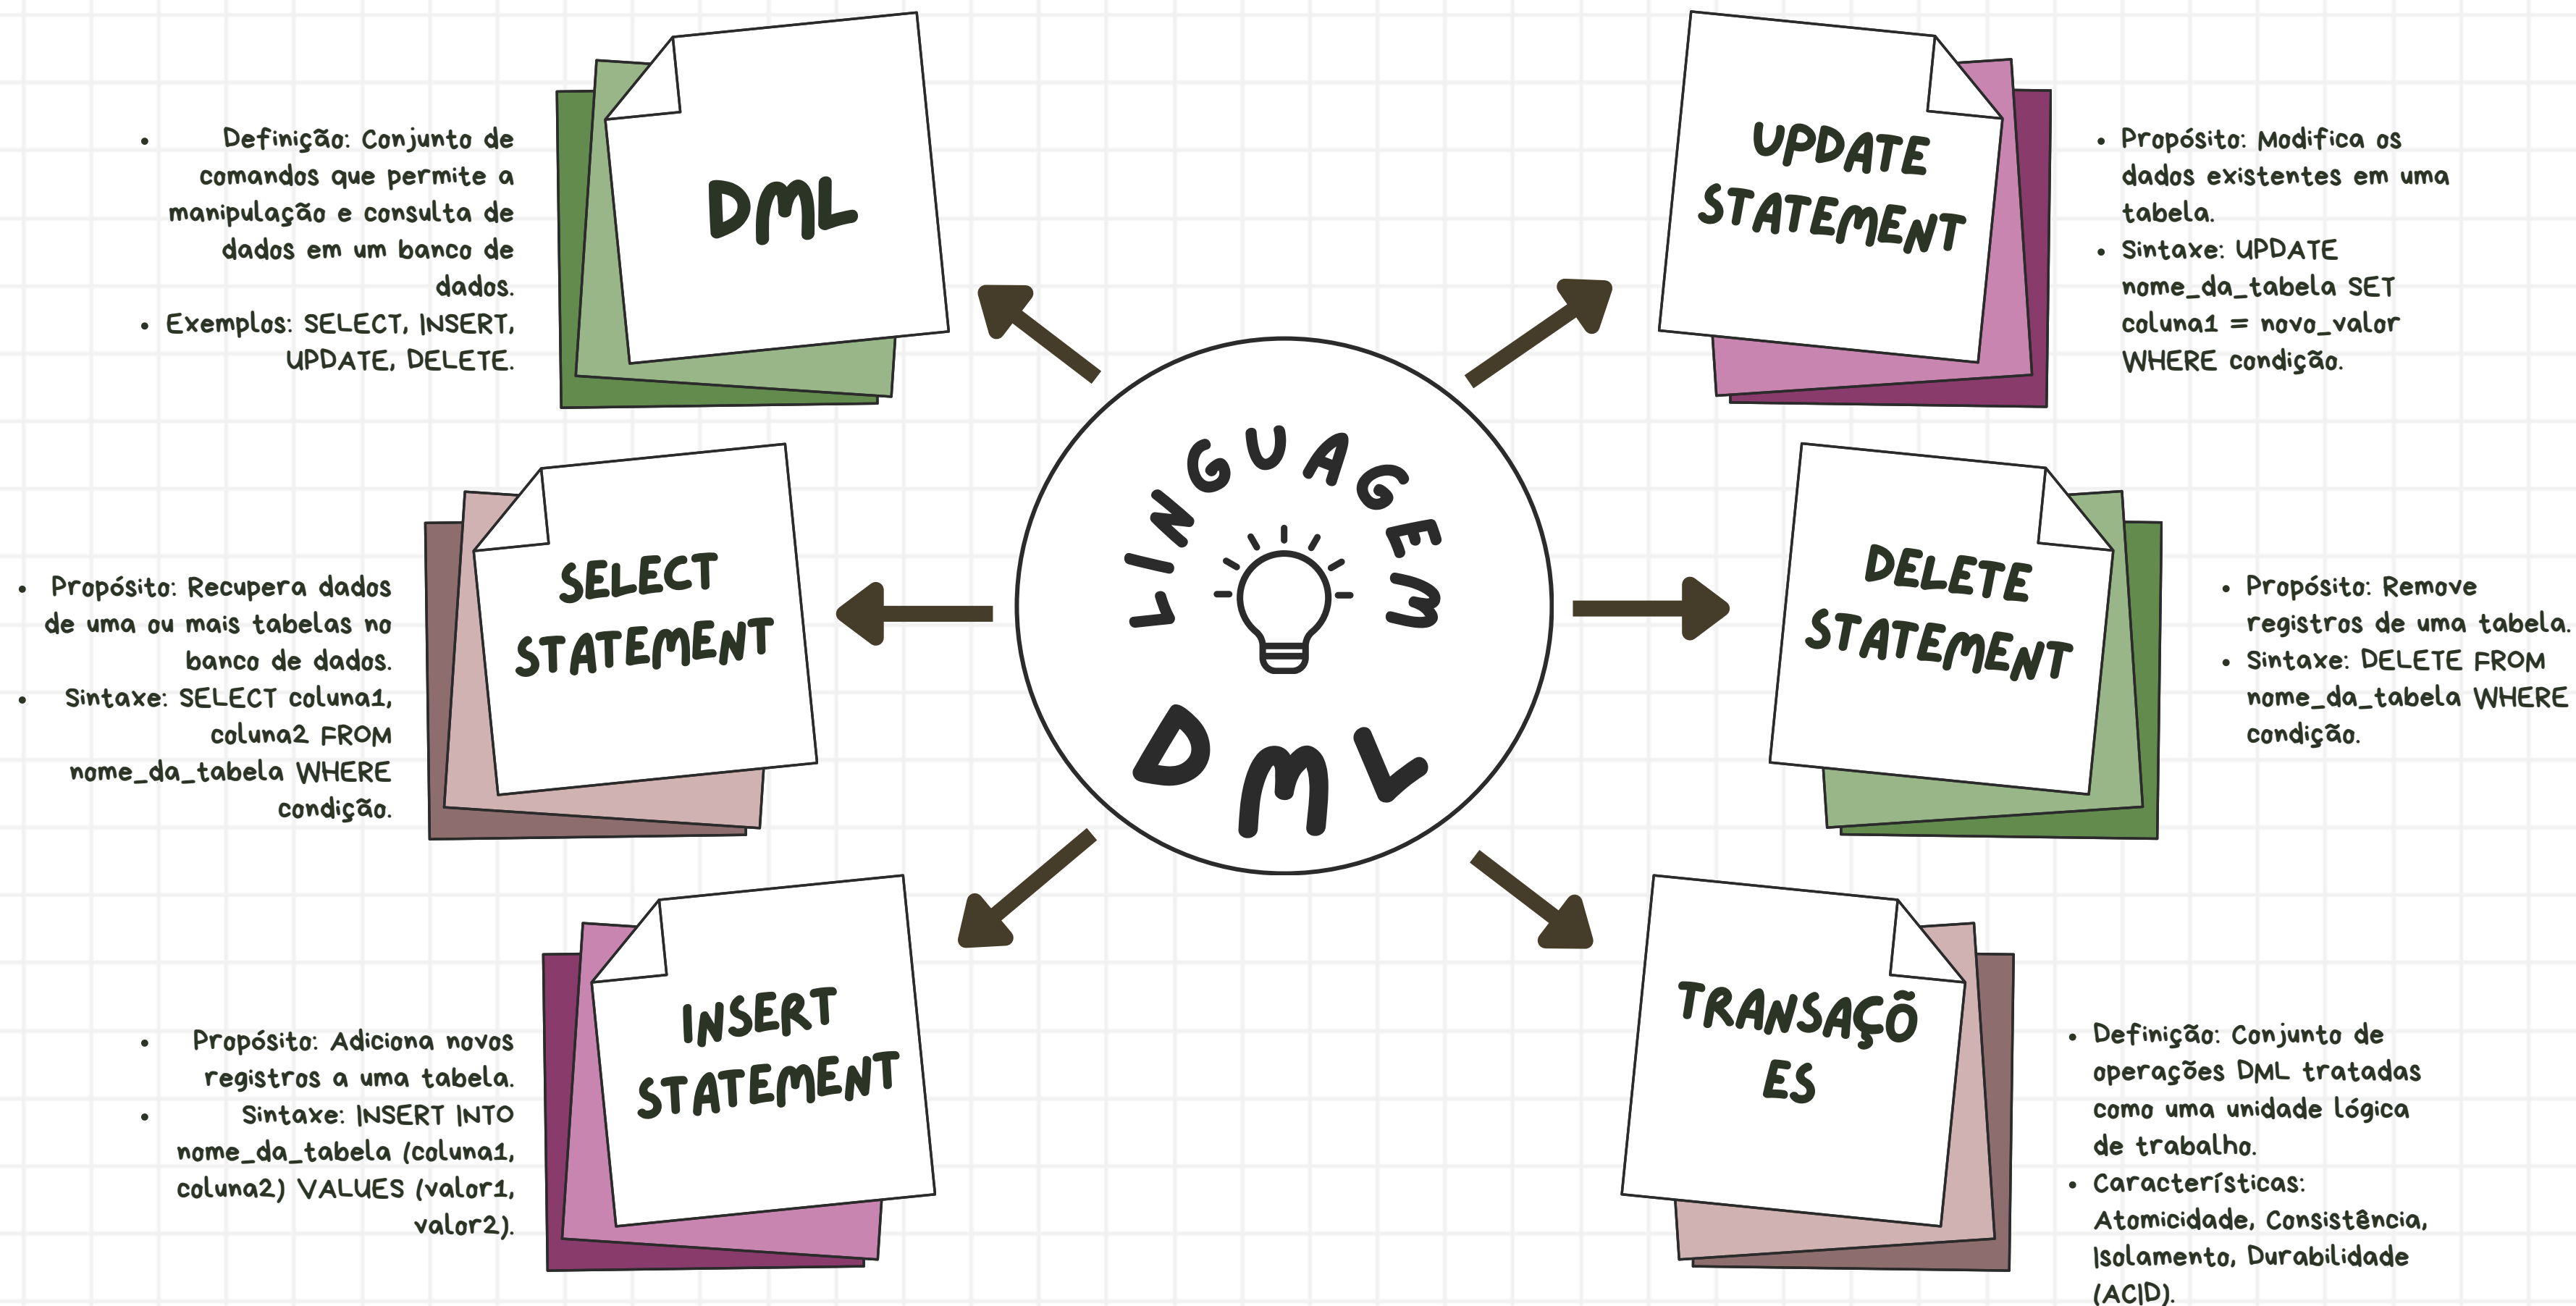 LINGUAGEM
DML
DML
• Definição: Conjunto de
comandos que permite a
manipulação e consulta de
dados em um banco de
dados.
• Exemplos: SELECT, INSERT,
UPDATE, DELETE.
SELECT
STATEMENT
• Propósito: Recupera dados
de uma ou mais tabelas no
banco de dados.
• Sintaxe: SELECT coluna1,
coluna2 FROM
nome_da_tabela WHERE
condição.
INSERT
STATEMENT
• Propósito: Adiciona novos
registros a uma tabela.
• Sintaxe: INSERT INTO
nome_da_tabela (coluna1,
coluna2) VALUES (valor1,
valor2).
UPDATE
STATEMENT
• Propósito: Modifica os
dados existentes em uma
tabela.
• Sintaxe: UPDATE
nome_da_tabela SET
coluna1 = novo_valor
WHERE condição.
DELETE
STATEMENT
• Propósito: Remove
registros de uma tabela.
• Sintaxe: DELETE FROM
nome_da_tabela WHERE
condição.
TRANSAÇÕ
ES
• Definição: Conjunto de
operações DML tratadas
como uma unidade lógica
de trabalho.
• Características:
Atomicidade, Consistência,
Isolamento, Durabilidade
(ACID).